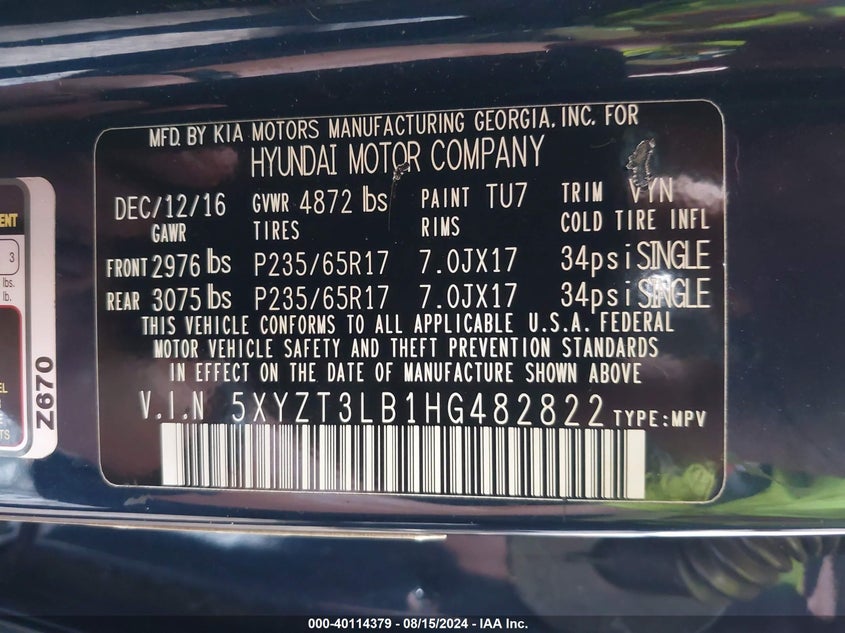 MFD. BY KIA MOTORS MANUFACTURING GEORGIA, INC. FOR
HYUNDAI MOTOR COMPANY
DEC/12/16 GVWR 4872 lbs PAINT TU7 TRIM VYN
GAWR TIRES RIMS COLD TIRE INFL
FRONT 2976 lbs P235/65R17 7.0JX17 34psi SINGLE
REAR 3075 lbs P235/65R17 7.0JX17 34psi SINGLE
THIS VEHICLE CONFORMS TO ALL APPLICABLE U.S.A. FEDERAL
MOTOR VEHICLE SAFETY AND THEFT PREVENTION STANDARDS
IN EFFECT ON THE DATE OF MANUFACTURE SHOWN ABOVE
V.I.N 5XYZT3LB1HG482822 TYPE:MPV
3
lbs.
lb.
Z670
000-40114379 - 08/15/2024 - IAA Inc.